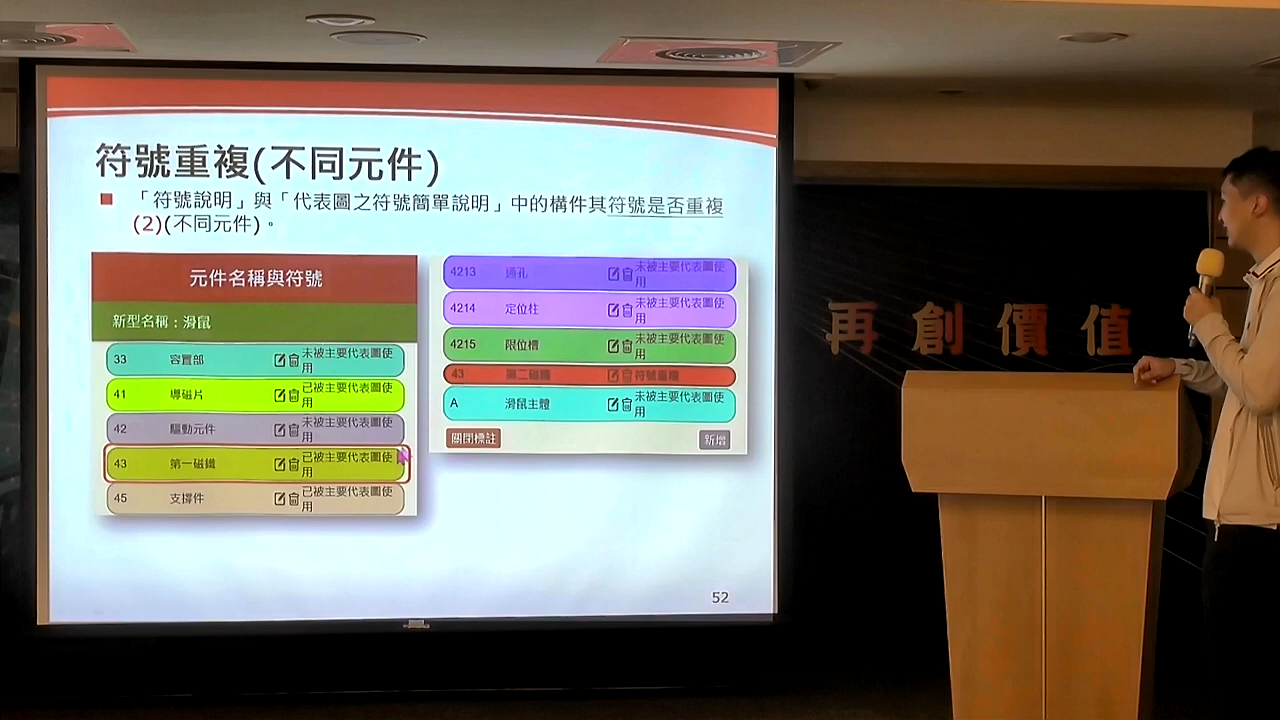 符號重複(不同元件)
「符號說明」與「代表圖之符號簡單說明」中的構件其符號是否重複
(2)(不同元件)。
元件名稱與符號
新型名稱：滑鼠
33 容置部 未被主要代表圖使用
41 導磁片 已被主要代表圖使用
42 驅動元件 未被主要代表圖使用
43 第一磁鐵 已被主要代表圖使用
45 支撐件 已被主要代表圖使用
4213 通孔 未被主要代表圖使用
4214 定位柱 未被主要代表圖使用
4215 限位槽 未被主要代表圖使用
43 第二磁鐵 符號重複
A 滑鼠主體 未被主要代表圖使用
關閉標註 新增
52
再創價值